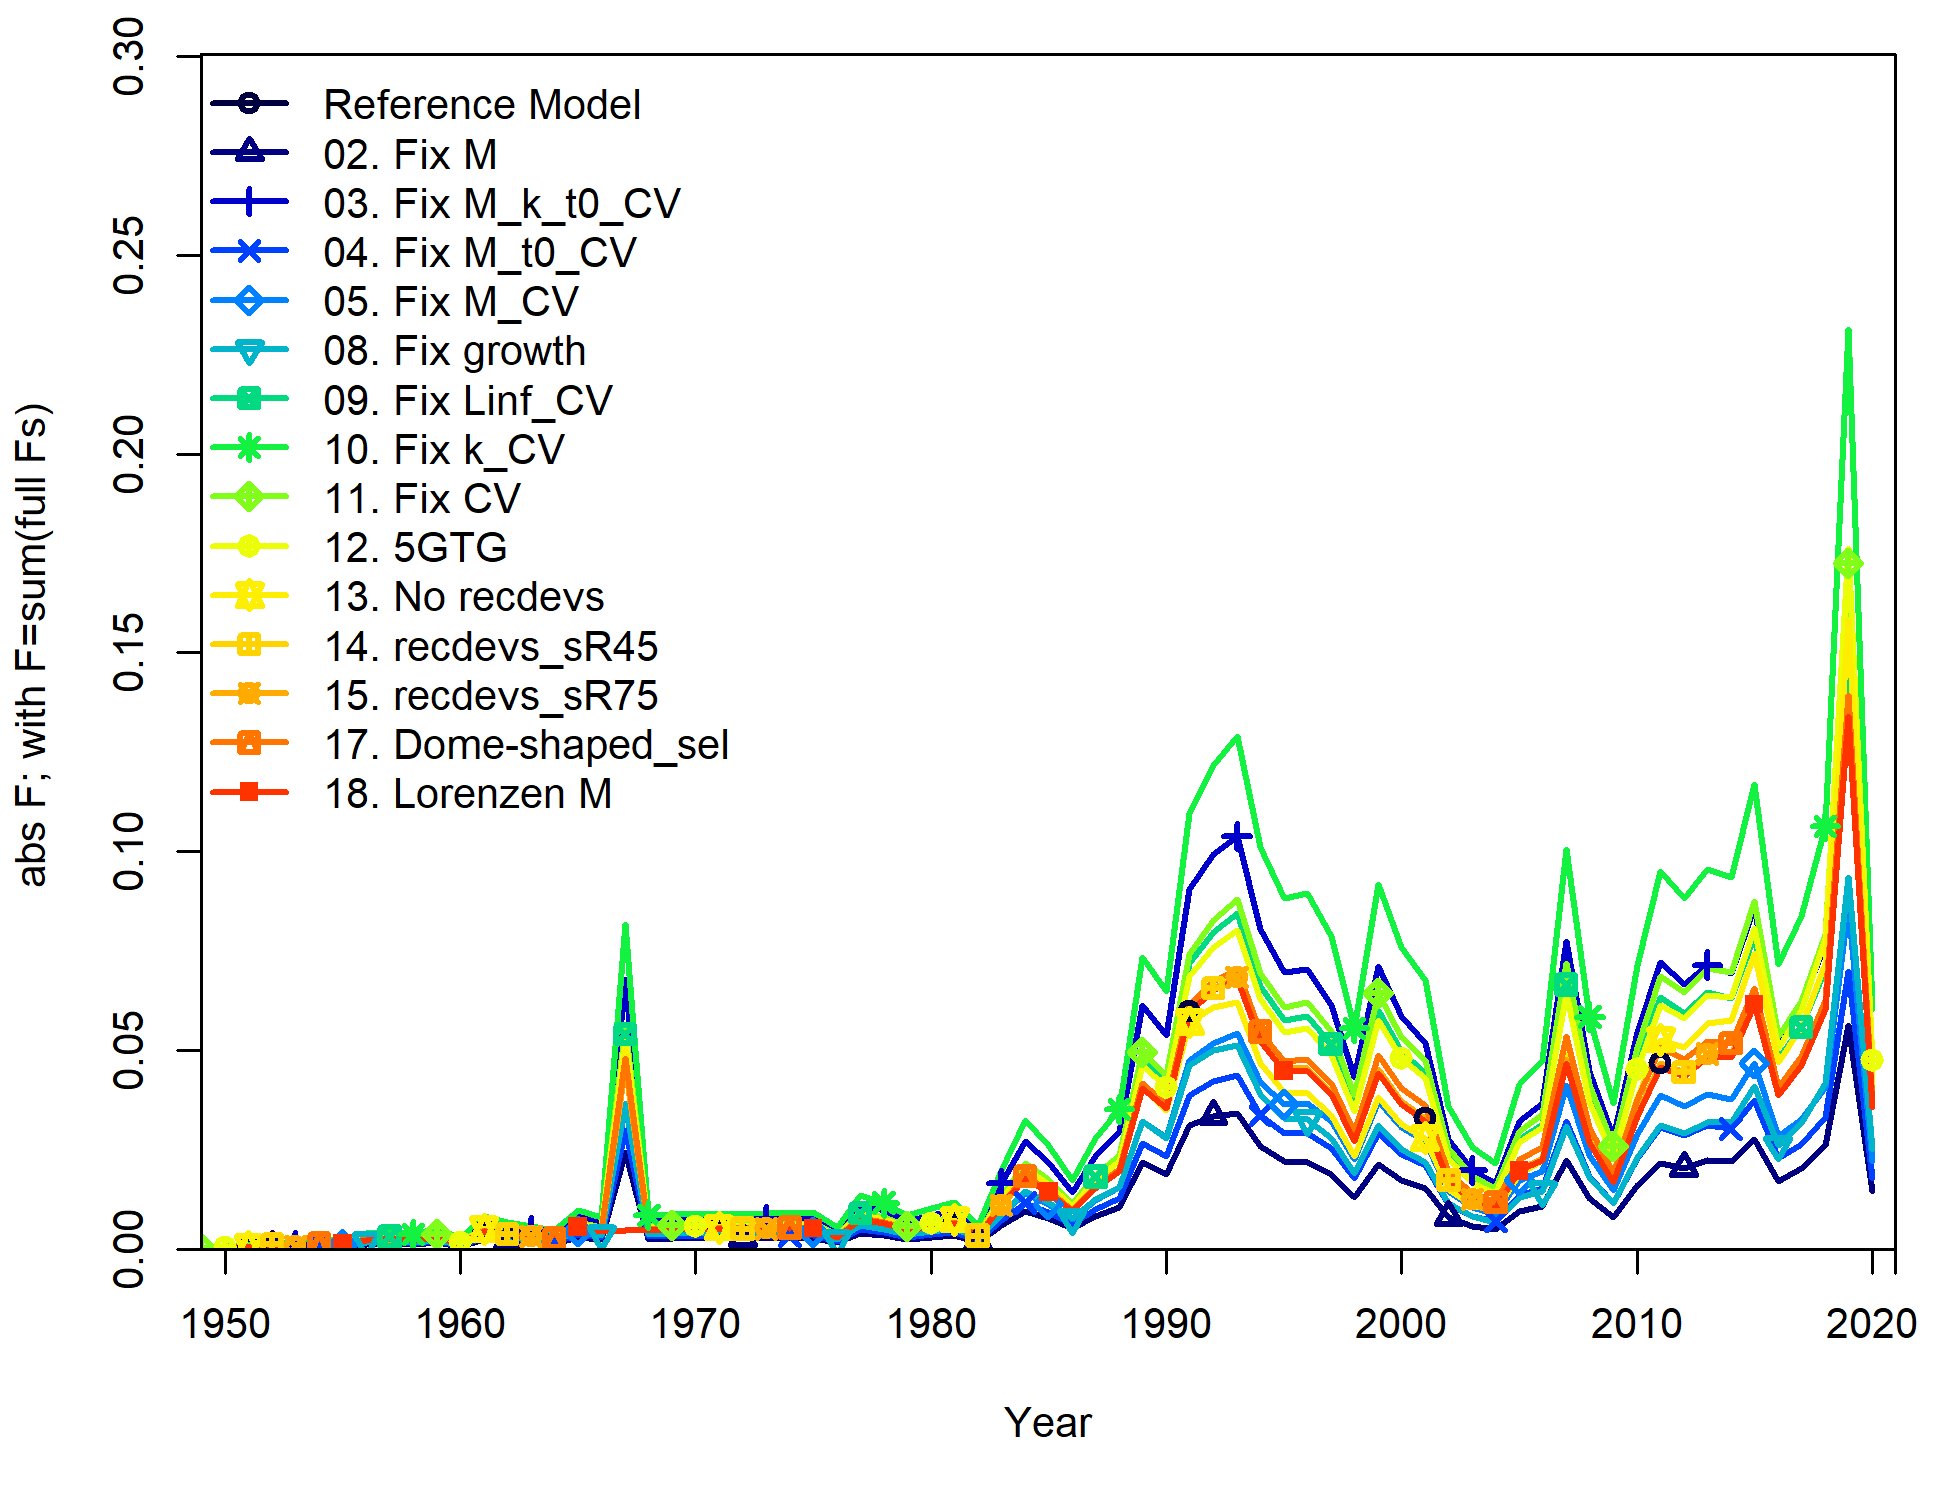 0.30
0.25
0.20
0.15
0.10
0.05
0.00
abs F; with F=sum(full Fs)
Reference Model
02. Fix M
03. Fix M_k_t0_CV
04. Fix M_t0_CV
05. Fix M_CV
08. Fix growth
09. Fix Linf_CV
10. Fix k_CV
11. Fix CV
12. 5GTG
13. No recdevs
14. recdevs_sR45
15. recdevs_sR75
17. Dome-shaped_sel
18. Lorenzen M
1950 1960 1970 1980 1990 2000 2010 2020
Year